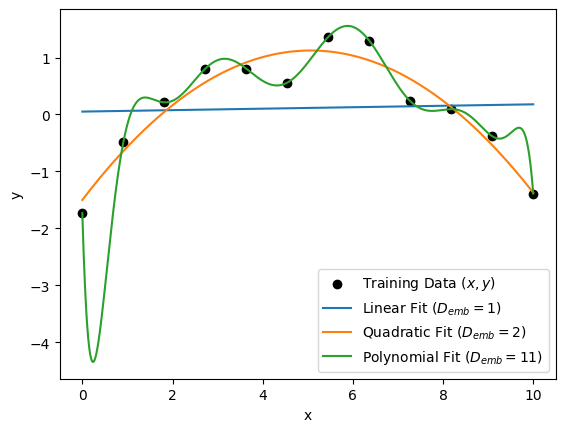 1
0
−1
−2
−3
−4
y
0
2
4
6
8
10
x
Training Data (x, y)
Linear Fit (D_emb = 1)
Quadratic Fit (D_emb = 2)
Polynomial Fit (D_emb = 11)